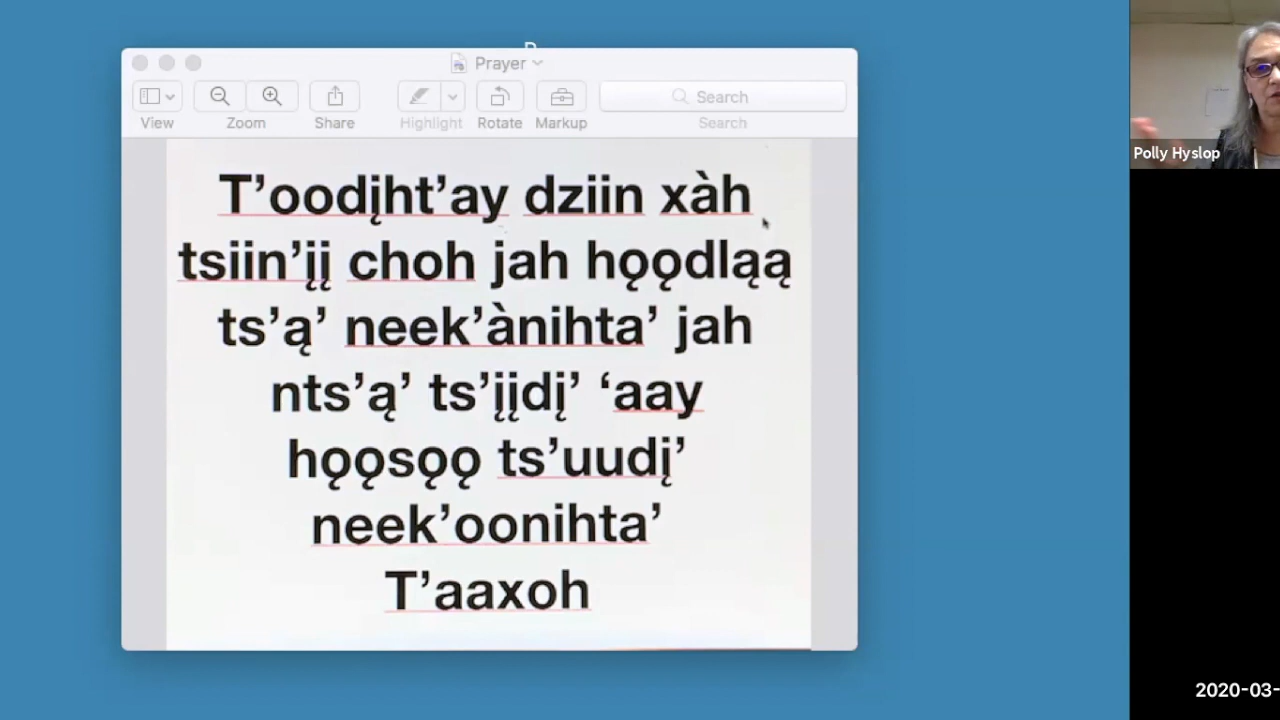 Prayer
Search
View
Zoom
Share
Highlight
Rotate
Markup
Search
T’oodįht’ay dziin xàh
tsiin’įį choh jah hǫǫdląą
ts’ą’ neek’ànihta’ jah
nts’ą’ ts’įįdį’ ‘aay
hǫǫsǫǫ ts’uudį’
neek’oonihta’
T’aaxoh
Polly Hyslop
2020-03-